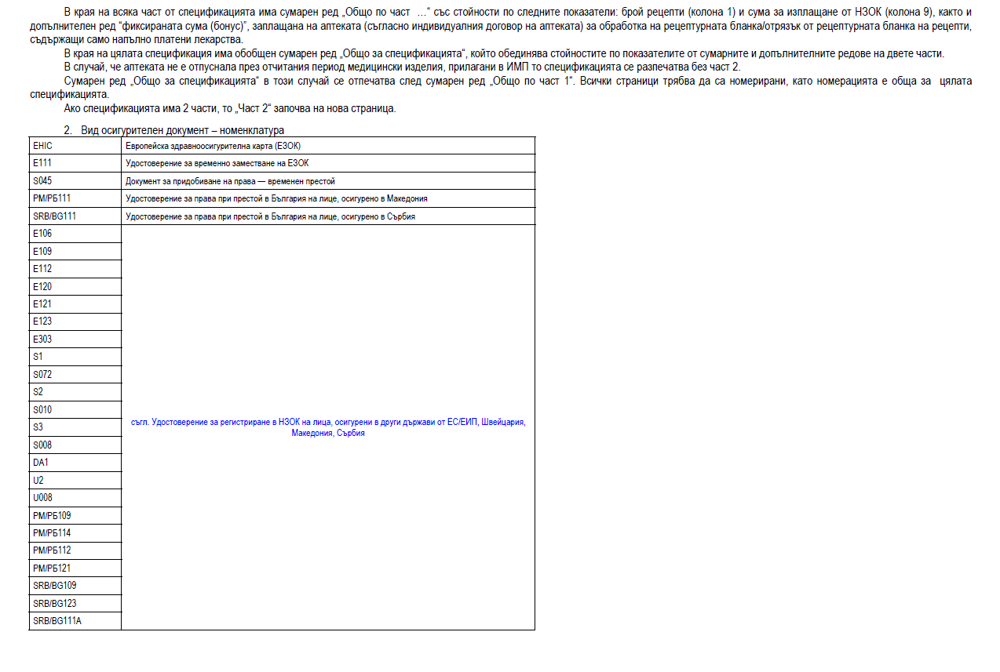 В края на всяка част от спецификацията има сумарен ред „Общо по част  …“ със стойности по следните показатели: брой рецепти (колона 1) и сума за изплащане от НЗОК (колона 9), както и
допълнителен ред “фиксираната сума (бонус)”, заплащана на аптеката (съгласно индивидуалния договор на аптеката) за обработка на рецептурната бланка/отрязък от рецептурната бланка на рецепти,
съдържащи само напълно платени лекарства.
В края на цялата спецификация има обобщен сумарен ред „Общо за спецификацията“, който обединява стойностите по показателите от сумарните и допълнителните редове на двете части.
В случай, че аптеката не е отпуснала през отчитания период медицински изделия, прилагани в ИМП то спецификацията се разпечатва без част 2.
Сумарен ред „Общо за спецификацията“ в този случай се отпечатва след сумарен ред „Общо по част 1“. Всички страници трябва да са номерирани, като номерацията е обща за  цялата
спецификацията.
Ако спецификацията има 2 части, то „Част 2“ започва на нова страница.
2. Вид осигурителен документ – номенклатура
EHIC Европейска здравноосигурителна карта (ЕЗОК)
E111 Удостоверение за временно заместване на ЕЗОК
S045 Документ за придобиване на права — временен престой
РМ/РБ111 Удостоверение за права при престой в България на лице, осигурено в Македония
SRB/BG111 Удостоверение за права при престой в България на лице, осигурено в Сърбия
E106
E109
E112
E120
E121
E123
E303
S1
S072
S2
S010
S3
съгл. Удостоверение за регистриране в НЗОК на лица, осигурени в други държави от ЕС/ЕИП, Швейцария,
Македония, Сърбия
S008
DA1
U2
U008
РМ/РБ109
РМ/РБ114
РМ/РБ112
РМ/РБ121
SRB/BG109
SRB/BG123
SRB/BG111A